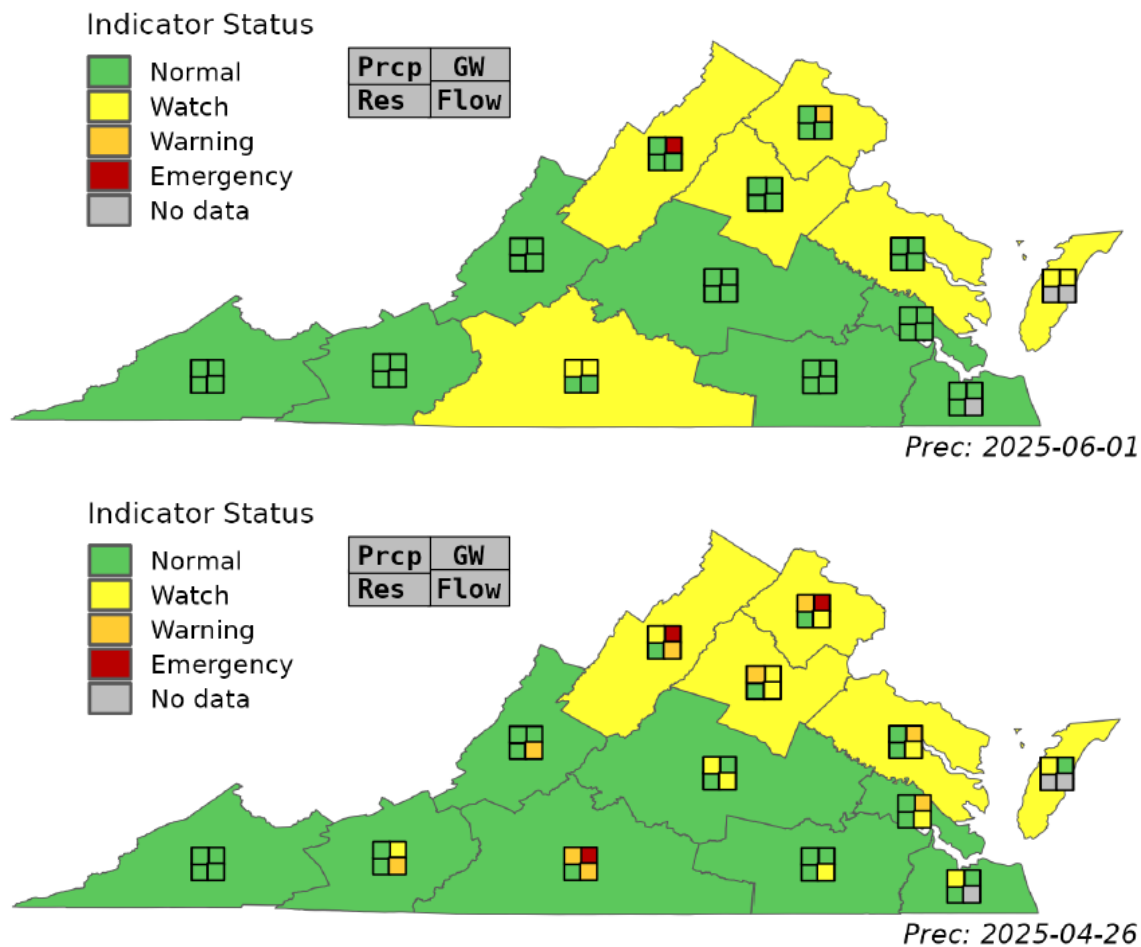 Indicator Status
Normal
Watch
Warning
Emergency
No data
Prcp GW
Res Flow
Prec: 2025-06-01
Indicator Status
Normal
Watch
Warning
Emergency
No data
Prcp GW
Res Flow
Prec: 2025-04-26